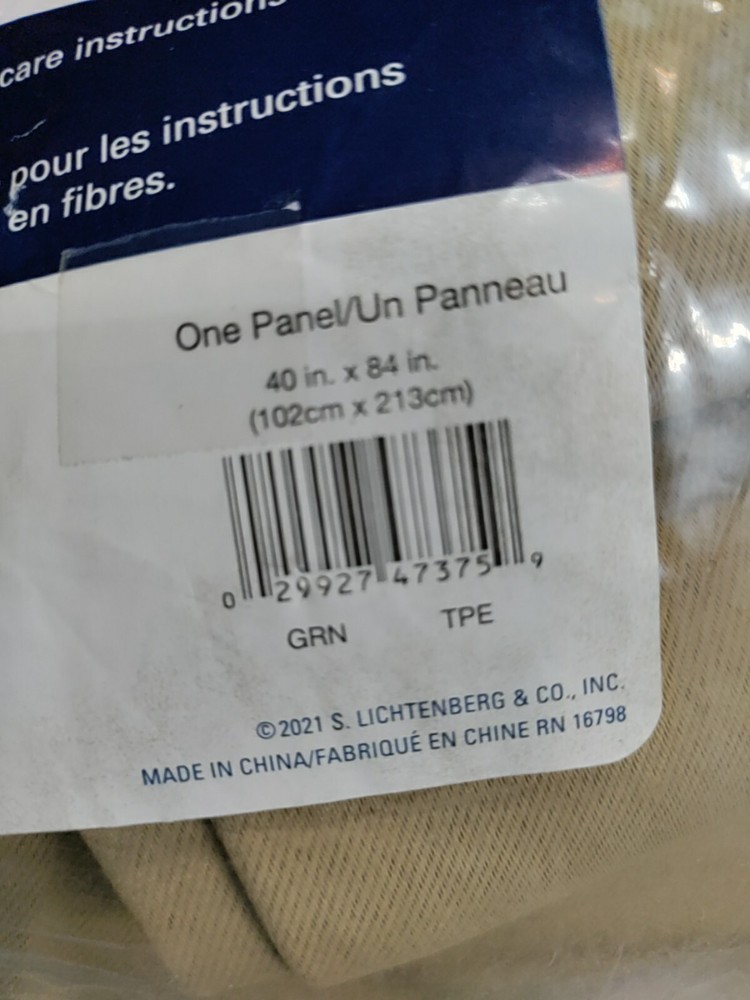 care instructions
pour les instructions
en fibres.
One Panel/Un Panneau
40 in. x 84 in.
(102cm x 213cm)
0 29927 47375 9
GRN TPE
©2021 S. LICHTENBERG & CO., INC.
MADE IN CHINA/FABRIQUÉ EN CHINE RN 16798